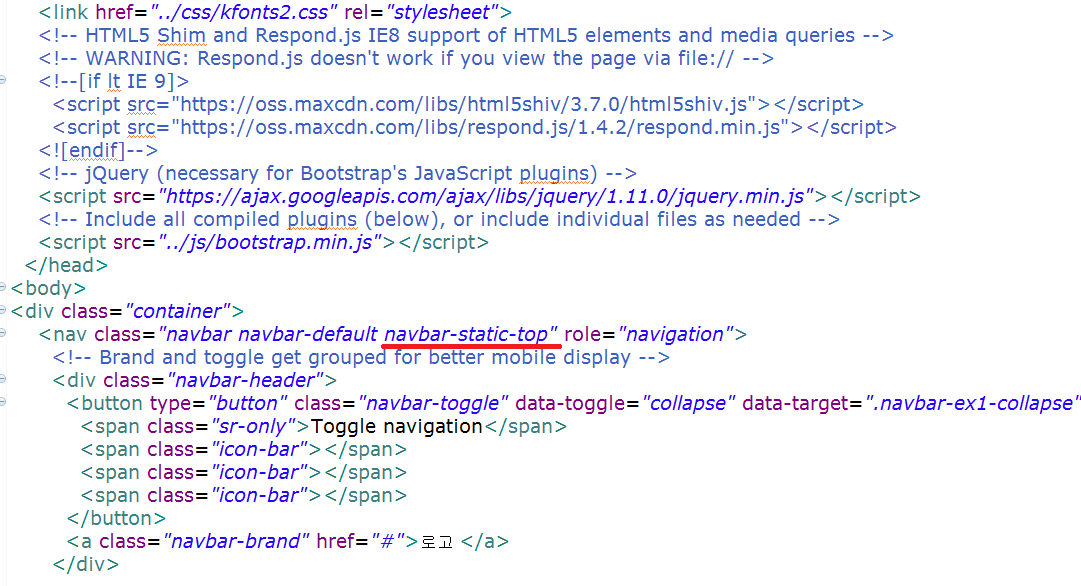 <link href="../css/kfonts2.css" rel="stylesheet">
<!-- HTML5 Shim and Respond.js IE8 support of HTML5 elements and media queries -->
<!-- WARNING: Respond.js doesn't work if you view the page via file:// -->
<!--[if lt IE 9]>
<script src="https://oss.maxcdn.com/libs/html5shiv/3.7.0/html5shiv.js"></script>
<script src="https://oss.maxcdn.com/libs/respond.js/1.4.2/respond.min.js"></script>
<![endif]-->
<!-- jQuery (necessary for Bootstrap's JavaScript plugins) -->
<script src="https://ajax.googleapis.com/ajax/libs/jquery/1.11.0/jquery.min.js"></script>
<!-- Include all compiled plugins (below), or include individual files as needed -->
<script src="../js/bootstrap.min.js"></script>
</head>
<body>
<div class="container">
<nav class="navbar navbar-default navbar-static-top" role="navigation">
<!-- Brand and toggle get grouped for better mobile display -->
<div class="navbar-header">
<button type="button" class="navbar-toggle" data-toggle="collapse" data-target=".navbar-ex1-collapse"
<span class="sr-only">Toggle navigation</span>
<span class="icon-bar"></span>
<span class="icon-bar"></span>
<span class="icon-bar"></span>
</button>
<a class="navbar-brand" href="#">로고 </a>
</div>